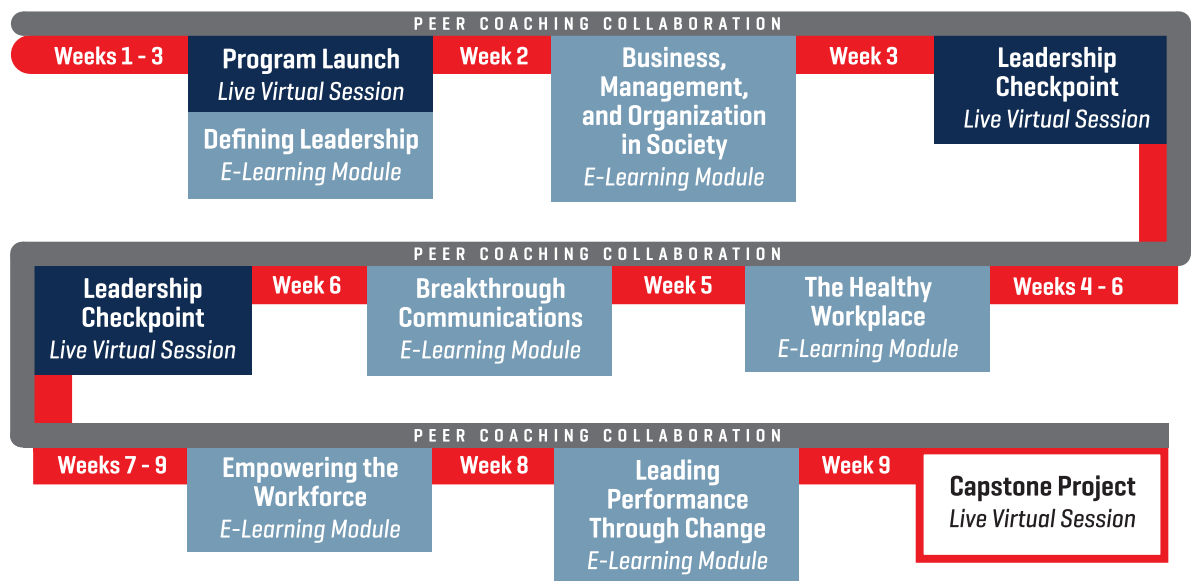 PEER COACHING COLLABORATION
Weeks 1 - 3
Program Launch
Live Virtual Session
Defining Leadership
E-Learning Module
Week 2
Business,
Management,
and Organization
in Society
E-Learning Module
Week 3
Leadership
Checkpoint
Live Virtual Session
PEER COACHING COLLABORATION
Weeks 4 - 6
The Healthy
Workplace
E-Learning Module
Week 5
Breakthrough
Communications
E-Learning Module
Week 6
Leadership
Checkpoint
Live Virtual Session
PEER COACHING COLLABORATION
Weeks 7 - 9
Empowering the
Workforce
E-Learning Module
Week 8
Leading
Performance
Through Change
E-Learning Module
Week 9
Capstone Project
Live Virtual Session